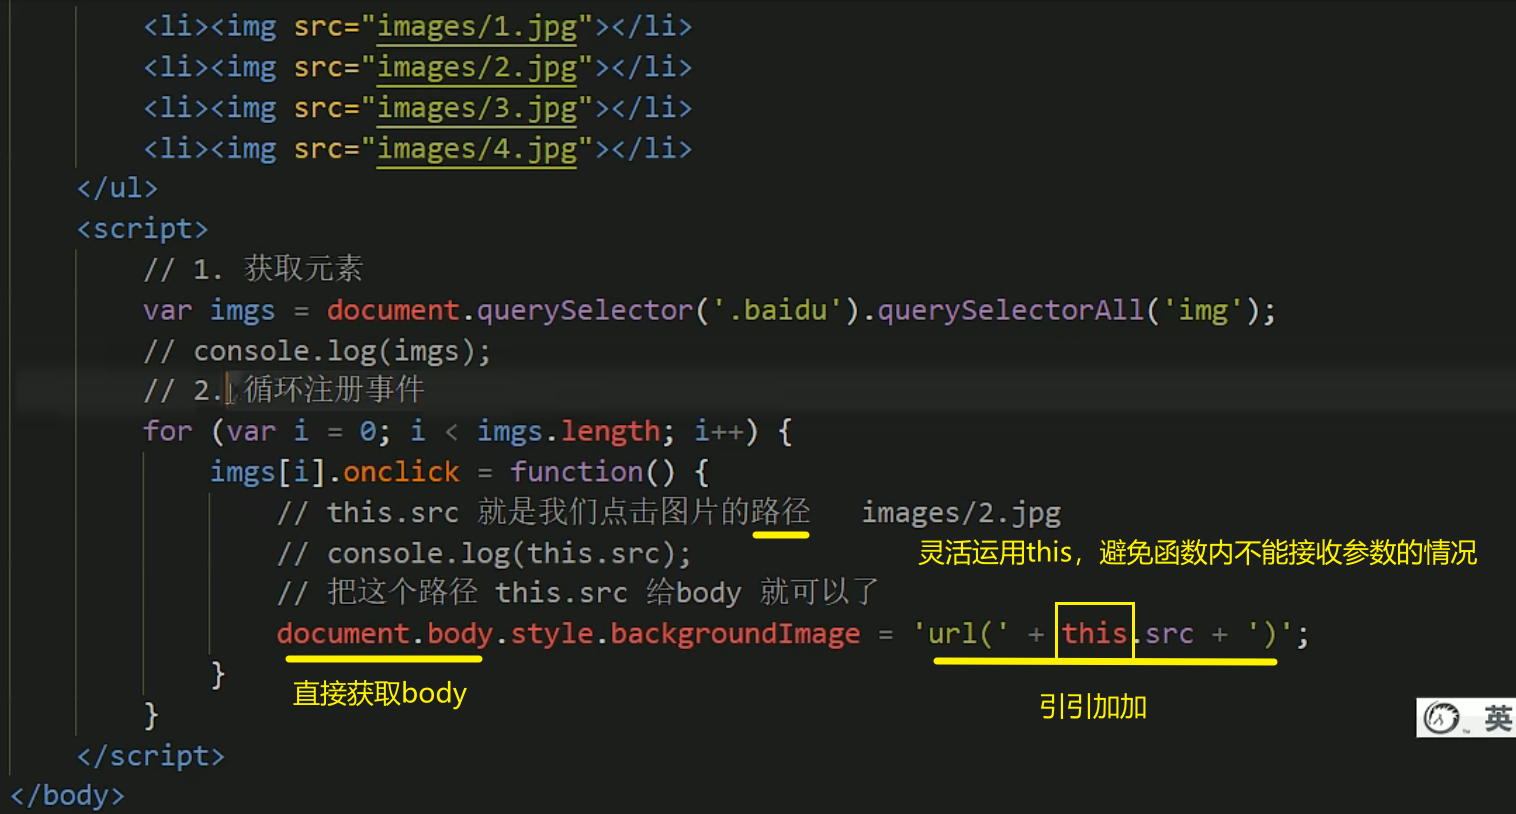 <li><img src="images/1.jpg"></li>
<li><img src="images/2.jpg"></li>
<li><img src="images/3.jpg"></li>
<li><img src="images/4.jpg"></li>
</ul>
<script>
// 1. 获取元素
var imgs = document.querySelector('.baidu').querySelectorAll('img');
// console.log(imgs);
// 2. 循环注册事件
for (var i = 0; i < imgs.length; i++) {
imgs[i].onclick = function() {
// this.src 就是我们点击图片的路径 images/2.jpg
// console.log(this.src);
灵活运用this，避免函数内不能接收参数的情况
// 把这个路径 this.src 给body 就可以了
document.body.style.backgroundImage = 'url(' + this.src + ')';
}
直接获取body
引引加加
}
英
</script>
</body>